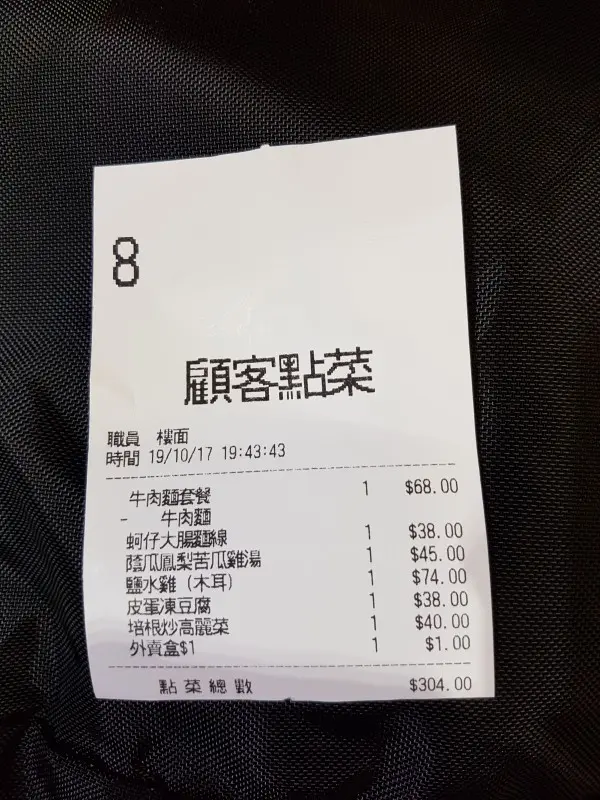 8
顧客點菜
職員 樓面
時間 19/10/17 19:43:43
牛肉麵套餐 1 $68.00
- 牛肉麵
蚵仔大腸麵線 1 $38.00
蔭瓜鳳梨苦瓜雞湯 1 $45.00
鹽水雞 (木耳) 1 $74.00
皮蛋凍豆腐 1 $38.00
培根炒高麗菜 1 $40.00
外賣盒$1 1 $1.00
點菜總數 $304.00